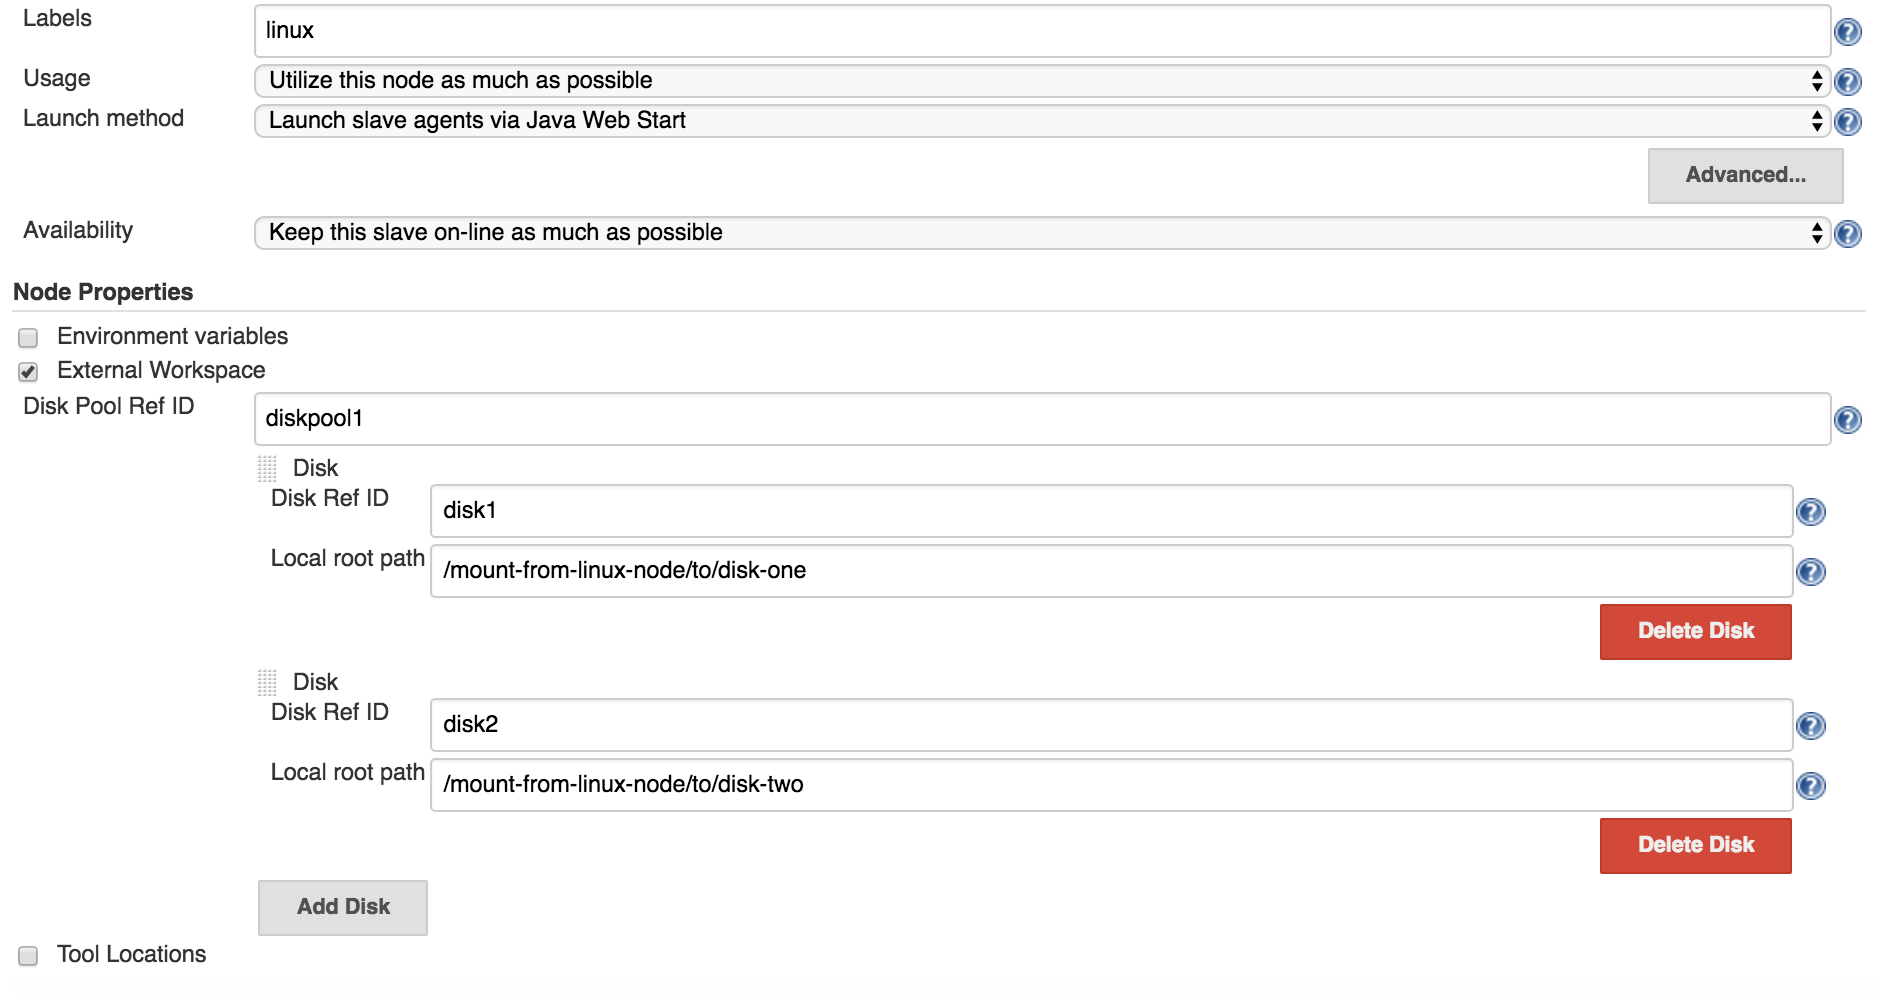 Labels
linux
Usage
Utilize this node as much as possible
Launch method
Launch slave agents via Java Web Start
Advanced...
Availability
Keep this slave on-line as much as possible
Node Properties
Environment variables
External Workspace
Disk Pool Ref ID
diskpool1
Disk
Disk Ref ID
disk1
Local root path
/mount-from-linux-node/to/disk-one
Delete Disk
Disk
Disk Ref ID
disk2
Local root path
/mount-from-linux-node/to/disk-two
Delete Disk
Add Disk
Tool Locations